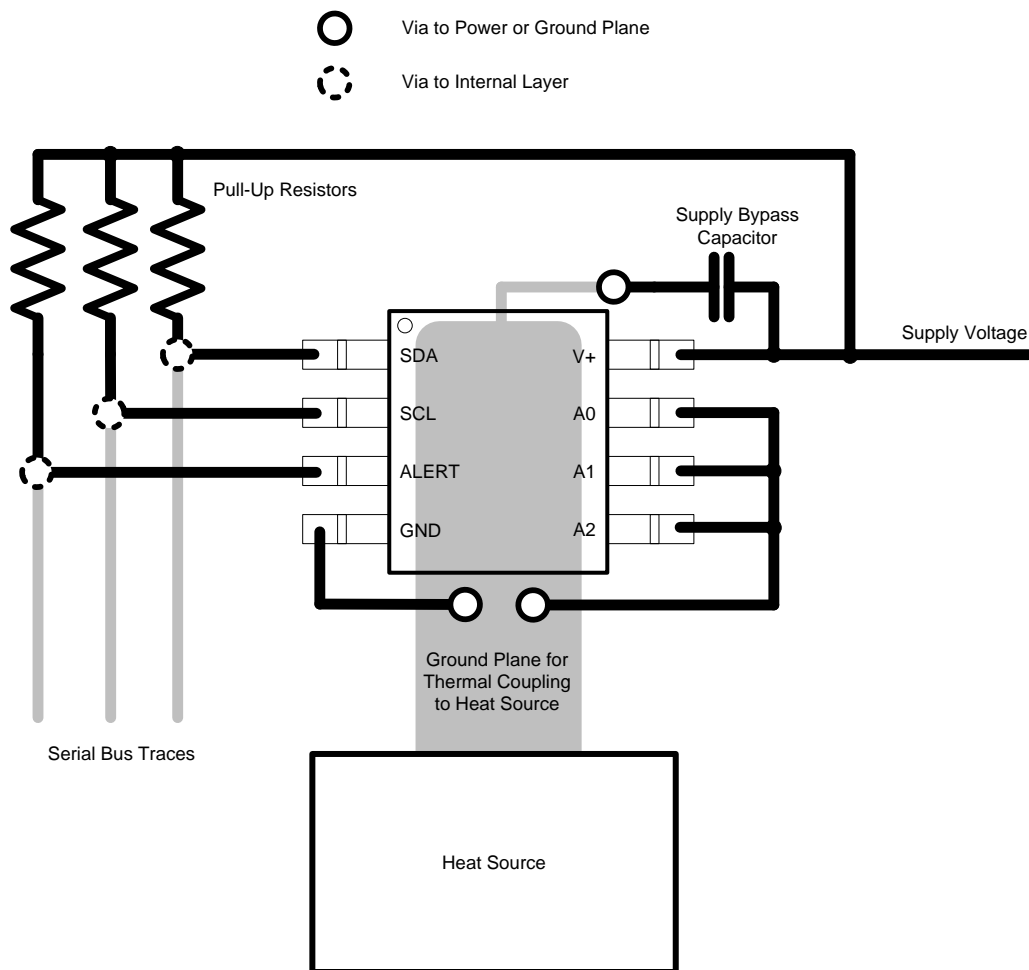 Via to Power or Ground Plane
Via to Internal Layer
Pull-Up Resistors
Supply Bypass
Capacitor
Supply Voltage
SDA
V+
SCL
A0
ALERT
A1
GND
A2
Ground Plane for
Thermal Coupling
to Heat Source
Serial Bus Traces
Heat Source